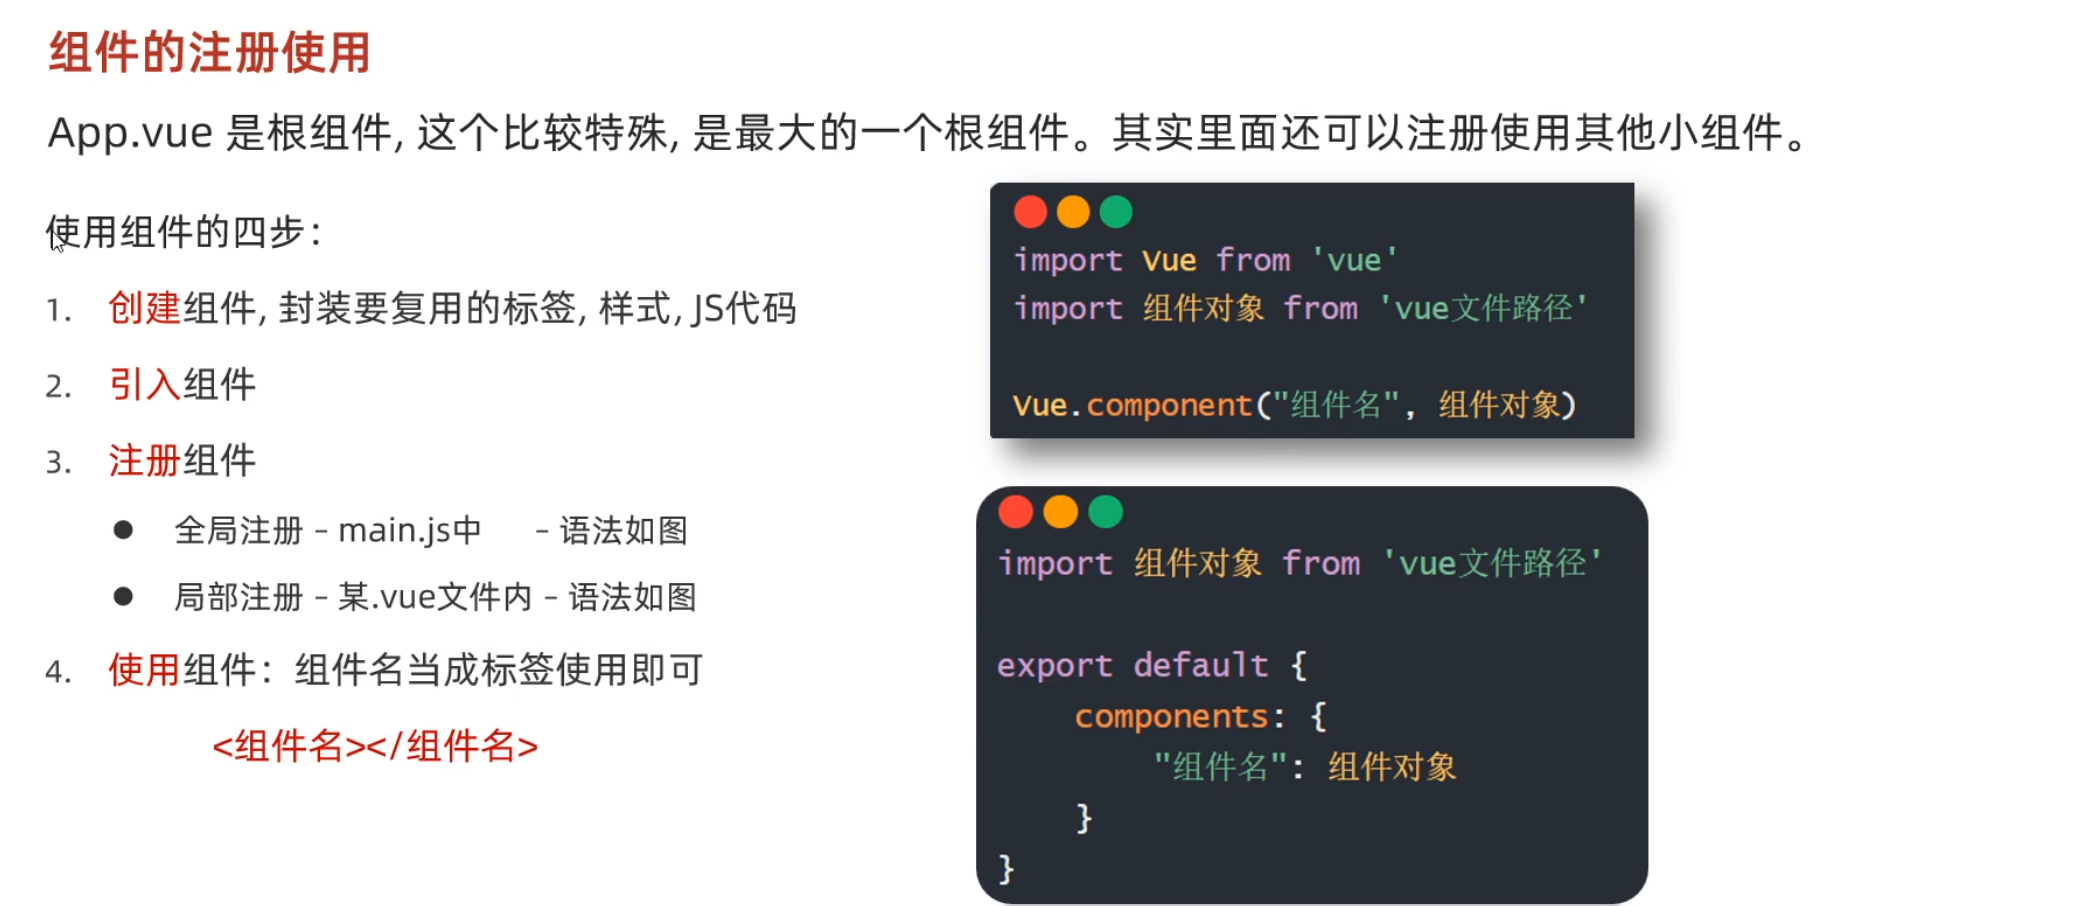 组件的注册使用
App.vue 是根组件, 这个比较特殊, 是最大的一个根组件。其实里面还可以注册使用其他小组件。
使用组件的四步：
1. 创建组件, 封装要复用的标签, 样式, JS代码
2. 引入组件
3. 注册组件
● 全局注册 – main.js中 – 语法如图
● 局部注册 – 某.vue文件内 – 语法如图
4. 使用组件：组件名当成标签使用即可
<组件名></组件名>
import Vue from 'vue'
import 组件对象 from 'vue文件路径'
Vue.component("组件名", 组件对象)
import 组件对象 from 'vue文件路径'
export default {
components: {
"组件名": 组件对象
}
}